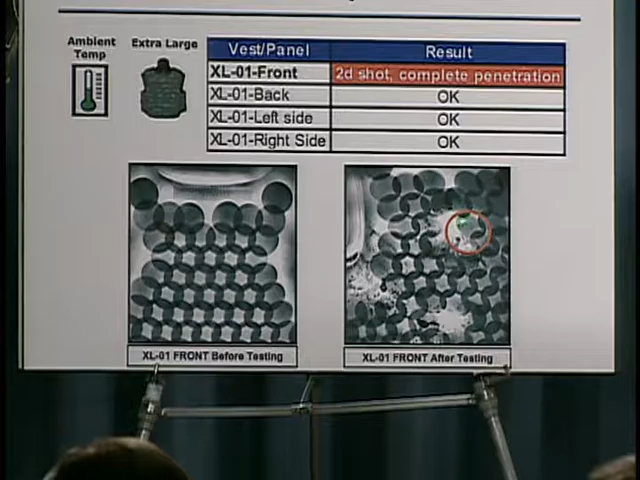 Ambient
Temp
Extra Large
Vest/Panel Result
XL-01-Front 2d shot, complete penetration
XL-01-Back OK
XL-01-Left side OK
XL-01-Right Side OK
XL-01 FRONT Before Testing
XL-01 FRONT After Testing